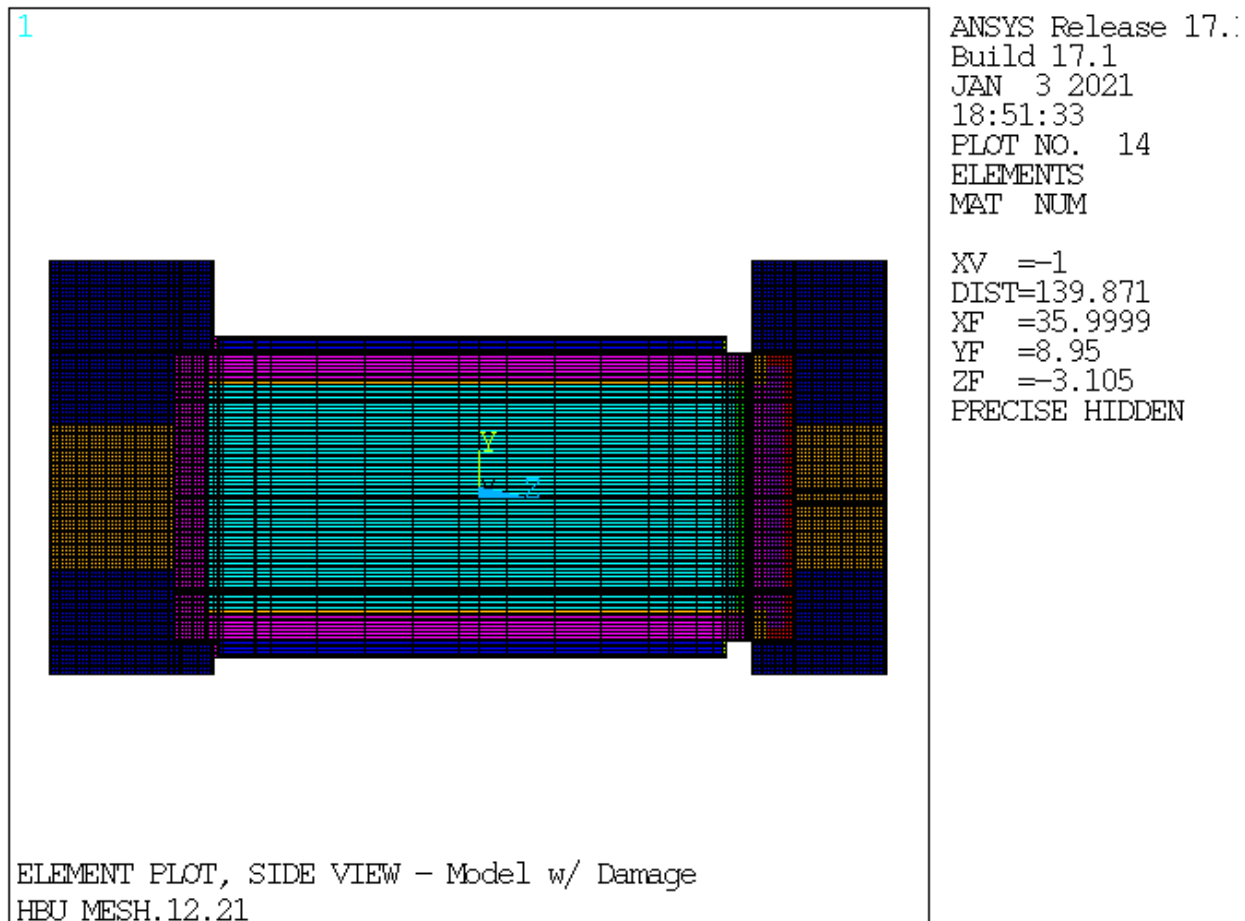 1
ANSYS Release 17.1
Build 17.1
JAN 3 2021
18:51:33
PLOT NO. 14
ELEMENTS
MAT NUM
XV =-1
DIST=139.871
XF =35.9999
YF =8.95
ZF =-3.105
PRECISE HIDDEN
Y
Z
ELEMENT PLOT, SIDE VIEW - Model w/ Damage
HBU MESH.12.21